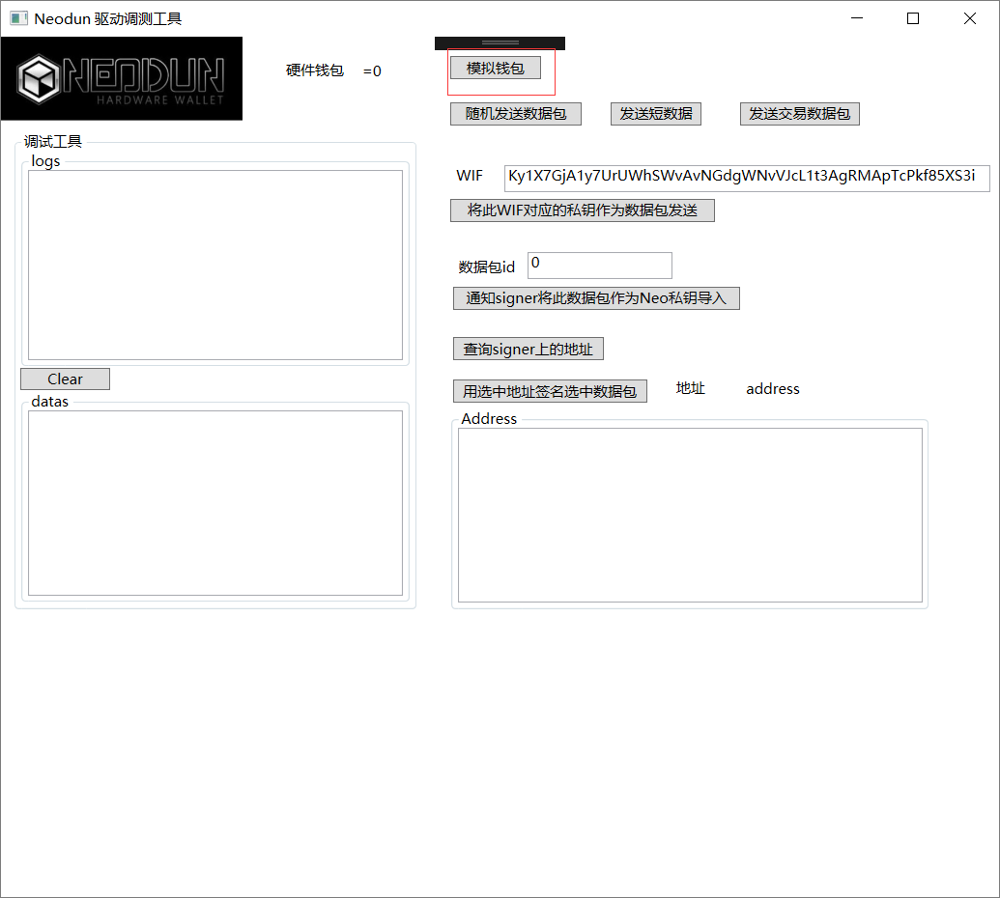 Neodun 驱动调测工具
NEODUN
HARDWARE WALLET
硬件钱包 =0
模拟钱包
随机发送数据包 发送短数据 发送交易数据包
调试工具
logs
Clear
datas
WIF Ky1X7GjA1y7UrUWhSWvAvNGdgWNvVJcL1t3AgRMApTcPkf85XS3i
将此WIF对应的私钥作为数据包发送
数据包id 0
通知signer将此数据包作为Neo私钥导入
查询signer上的地址
用选中地址签名选中数据包 地址 address
Address